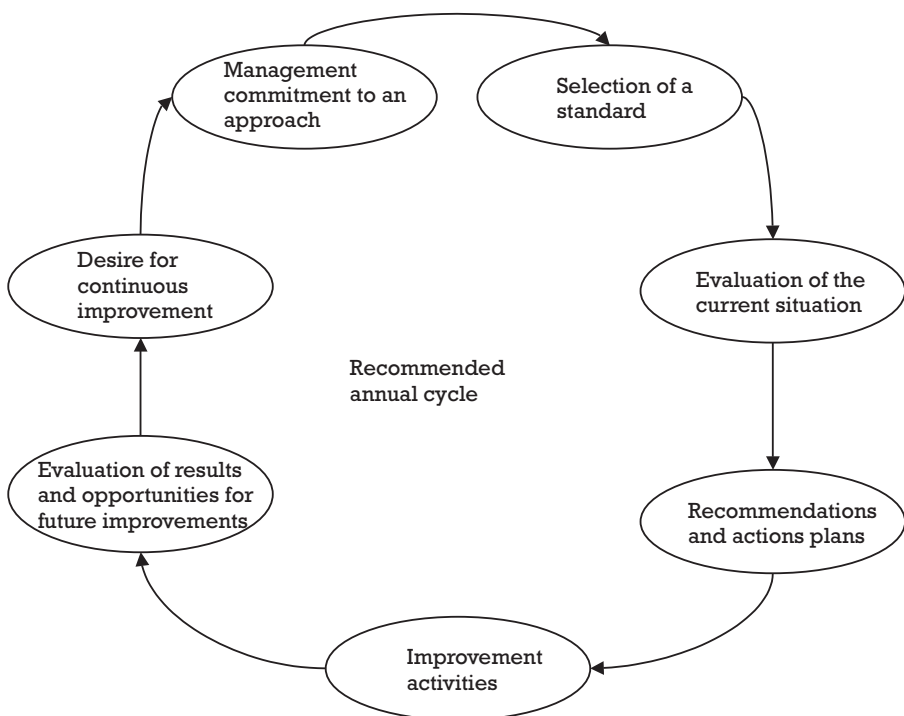 Management
commitment to an
approach
Selection of a
standard
Evaluation of the
current situation
Recommendations
and actions plans
Improvement
activities
Evaluation of results
and opportunities for
future improvements
Desire for
continuous
improvement
Recommended
annual cycle